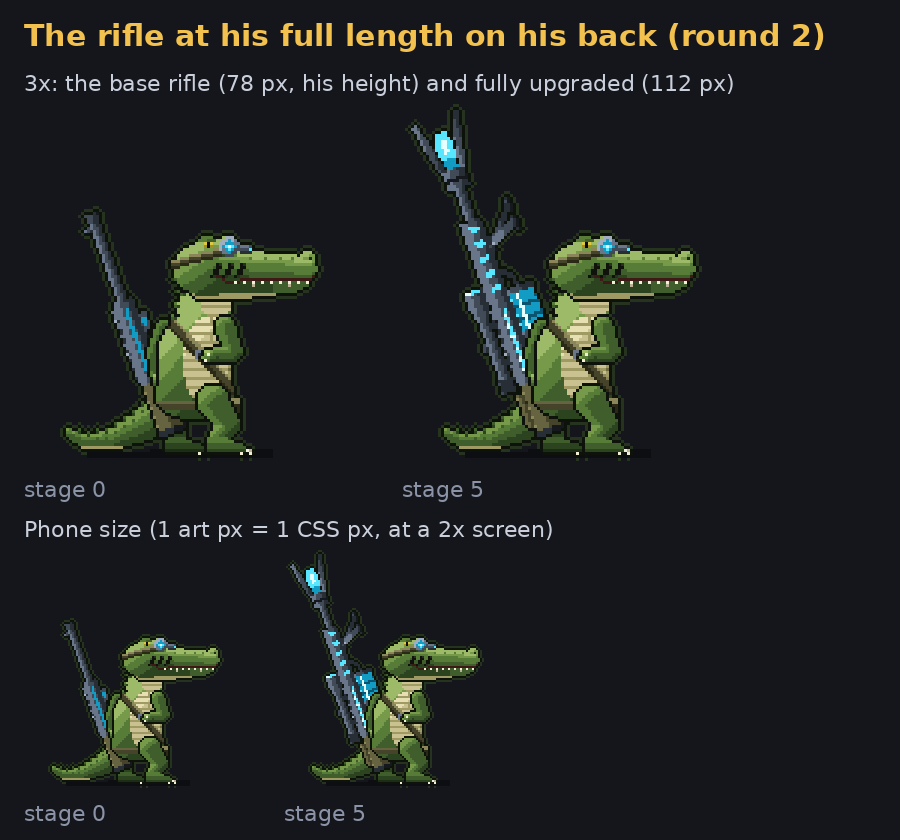 The rifle at his full length on his back (round 2)
3x: the base rifle (78 px, his height) and fully upgraded (112 px)
stage 0
stage 5
Phone size (1 art px = 1 CSS px, at a 2x screen)
stage 0
stage 5